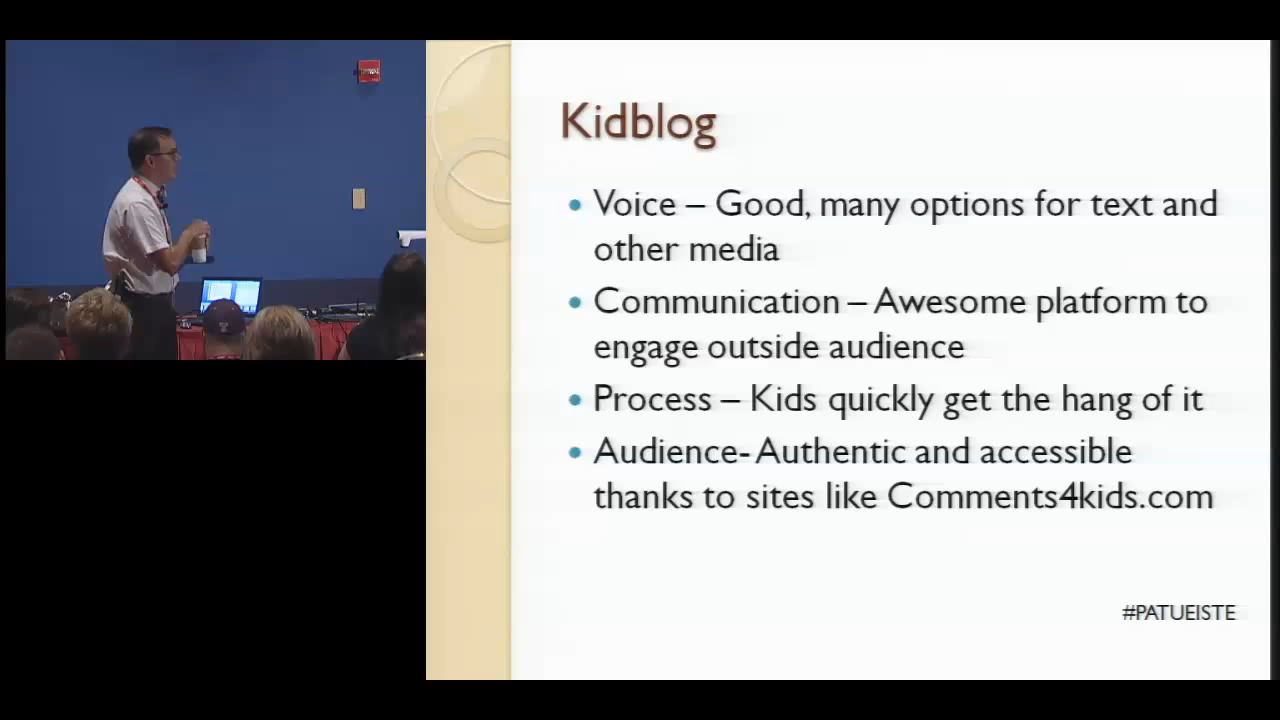 Kidblog
• Voice – Good, many options for text and
other media
• Communication – Awesome platform to
engage outside audience
• Process – Kids quickly get the hang of it
• Audience- Authentic and accessible
thanks to sites like Comments4kids.com
#PATUEISTE